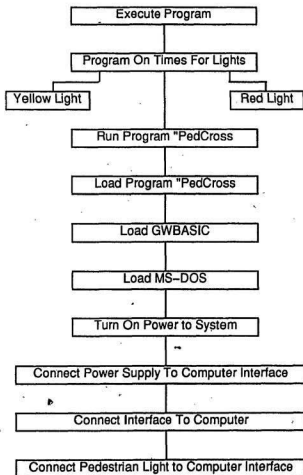 Execute Program
Program On Times For Lights
Yellow Light
Red Light
Run Program "PedCross
Load Program "PedCross
Load GWBASIC
Load MS-DOS
Turn On Power to System
Connect Power Supply To Computer Interface
Connect Interface To Computer
Connect Pedestrian Light to Computer Interface